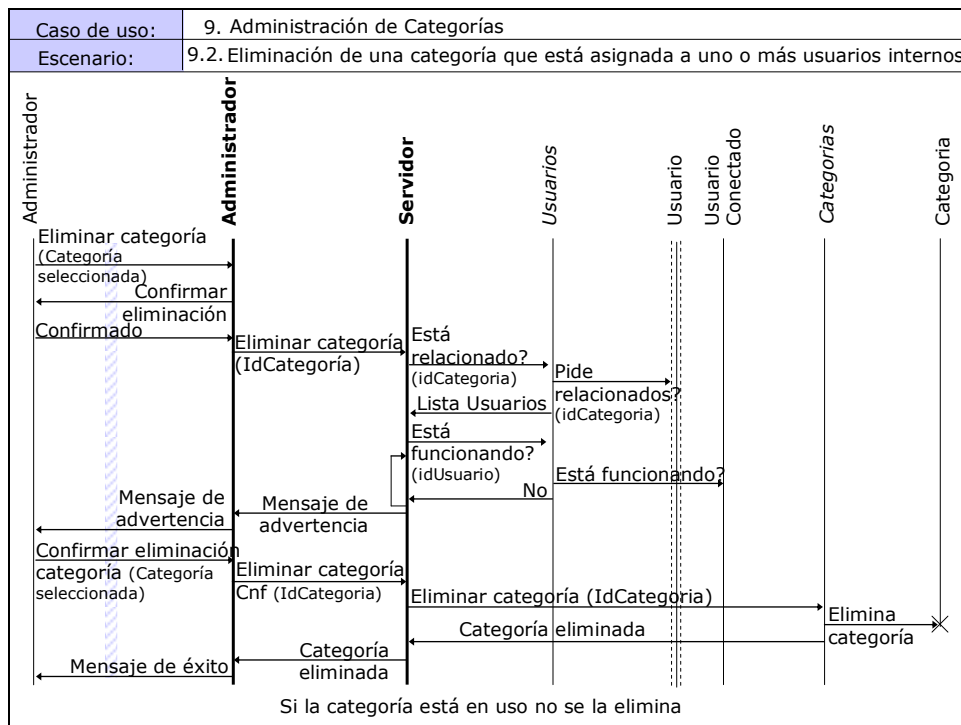 Caso de uso: 9. Administración de Categorías
Escenario: 9.2. Eliminación de una categoría que está asignada a uno o más usuarios internos
Administrador
Administrador
Servidor
Usuarios
Usuario
Usuario
Conectado
Categorias
Categoria
Eliminar categoría
(Categoría
seleccionada)
Confirmar
eliminación
Confirmado
Eliminar categoría
(IdCategoría)
Está
relacionado?
(idCategoria)
Pide
relacionados?
(idCategoria)
Lista Usuarios
Está
funcionando?
(idUsuario)
Está funcionando?
No
Mensaje de
advertencia
Mensaje de
advertencia
Confirmar eliminación
categoría (Categoría
seleccionada)
Eliminar categoría
Cnf (IdCategoria)
Eliminar categoría (IdCategoria)
Elimina
categoría
Categoría eliminada
Categoría
eliminada
Mensaje de éxito
Si la categoría está en uso no se la elimina